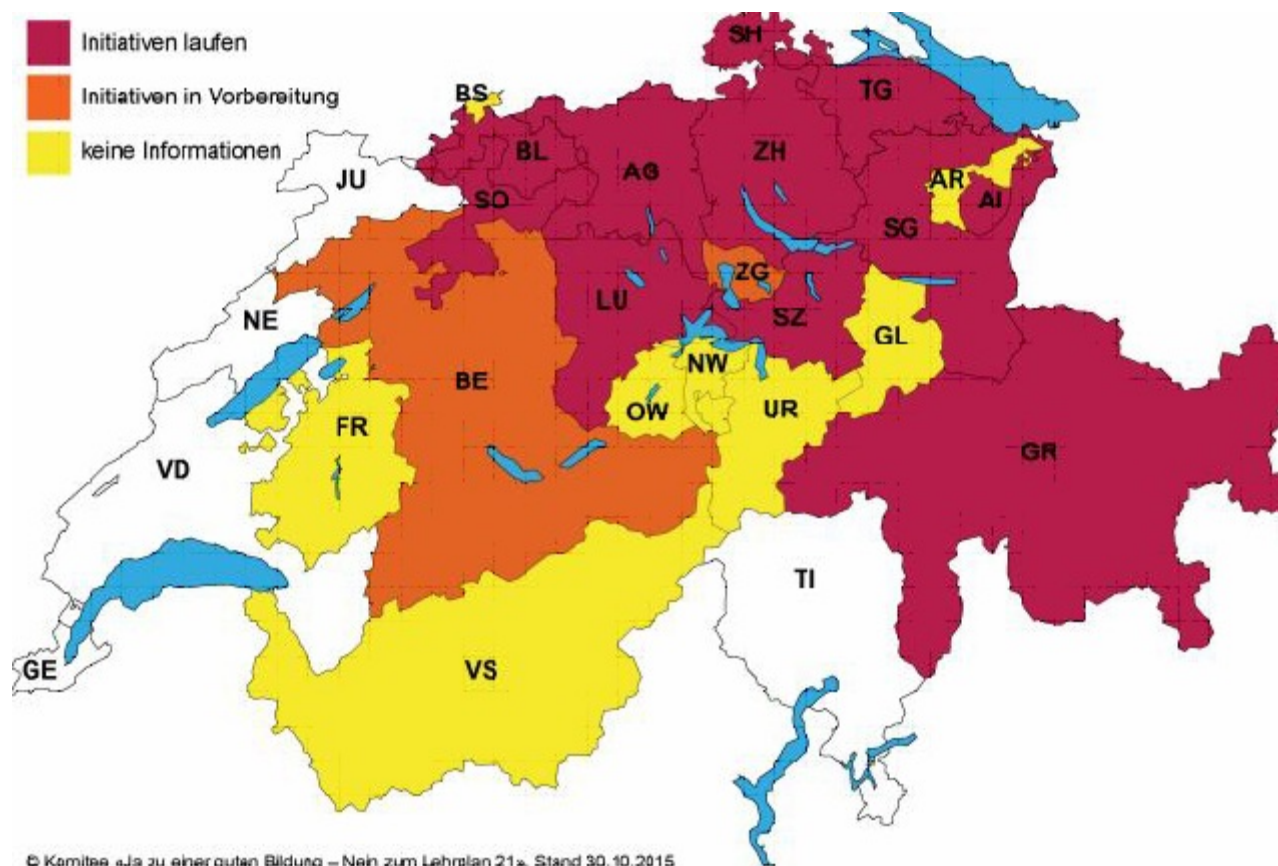 Initiativen laufen
Initiativen in Vorbereitung
keine Informationen
SH
TG
BS
BL
AG
ZH
JU
SO
AR
AI
SG
ZG
NE
LU
SZ
GL
BE
NW
OW
UR
FR
VD
GR
TI
GE
VS
© Komitee «Ja zu einer guten Bildung – Nein zum Lehrplan 21», Stand 30.10.2015